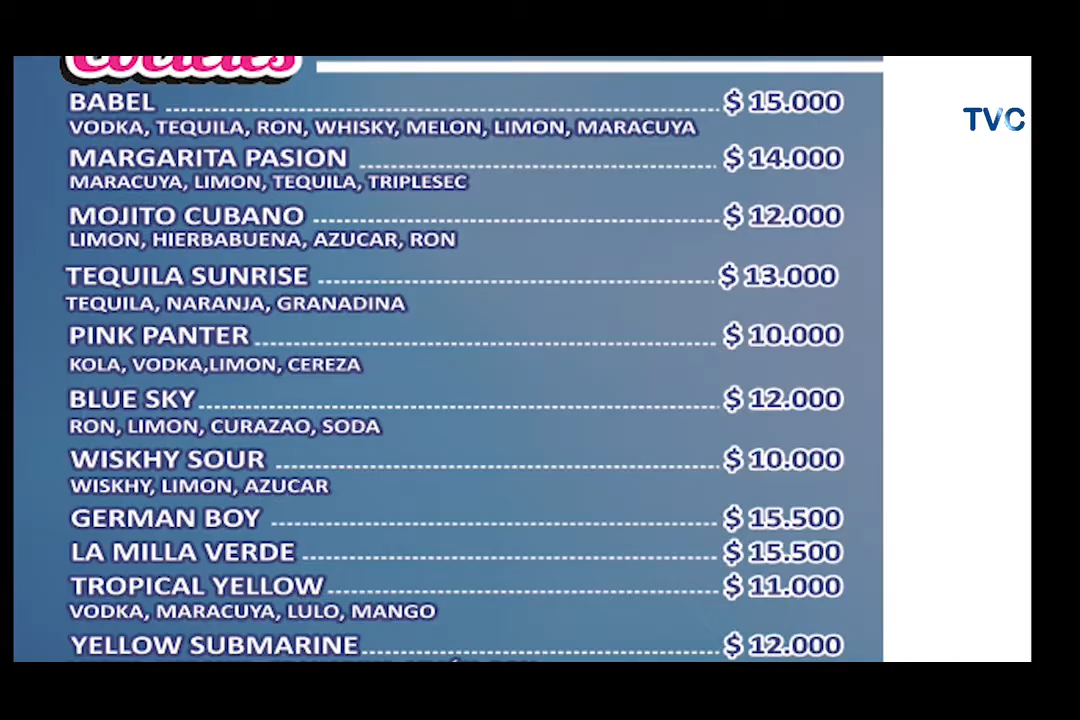 Cocteles
BABEL ............ $ 15.000
VODKA, TEQUILA, RON, WHISKY, MELON, LIMON, MARACUYA
TVC
MARGARITA PASION ............ $ 14.000
MARACUYA, LIMON, TEQUILA, TRIPLESEC
MOJITO CUBANO ............ $ 12.000
LIMON, HIERBABUENA, AZUCAR, RON
TEQUILA SUNRISE ............ $ 13.000
TEQUILA, NARANJA, GRANADINA
PINK PANTER ............ $ 10.000
KOLA, VODKA,LIMON, CEREZA
BLUE SKY ............ $ 12.000
RON, LIMON, CURAZAO, SODA
WISKHY SOUR ............ $ 10.000
WISKHY, LIMON, AZUCAR
GERMAN BOY ............ $ 15.500
LA MILLA VERDE ............ $ 15.500
TROPICAL YELLOW ............ $ 11.000
VODKA, MARACUYA, LULO, MANGO
YELLOW SUBMARINE ............ $ 12.000